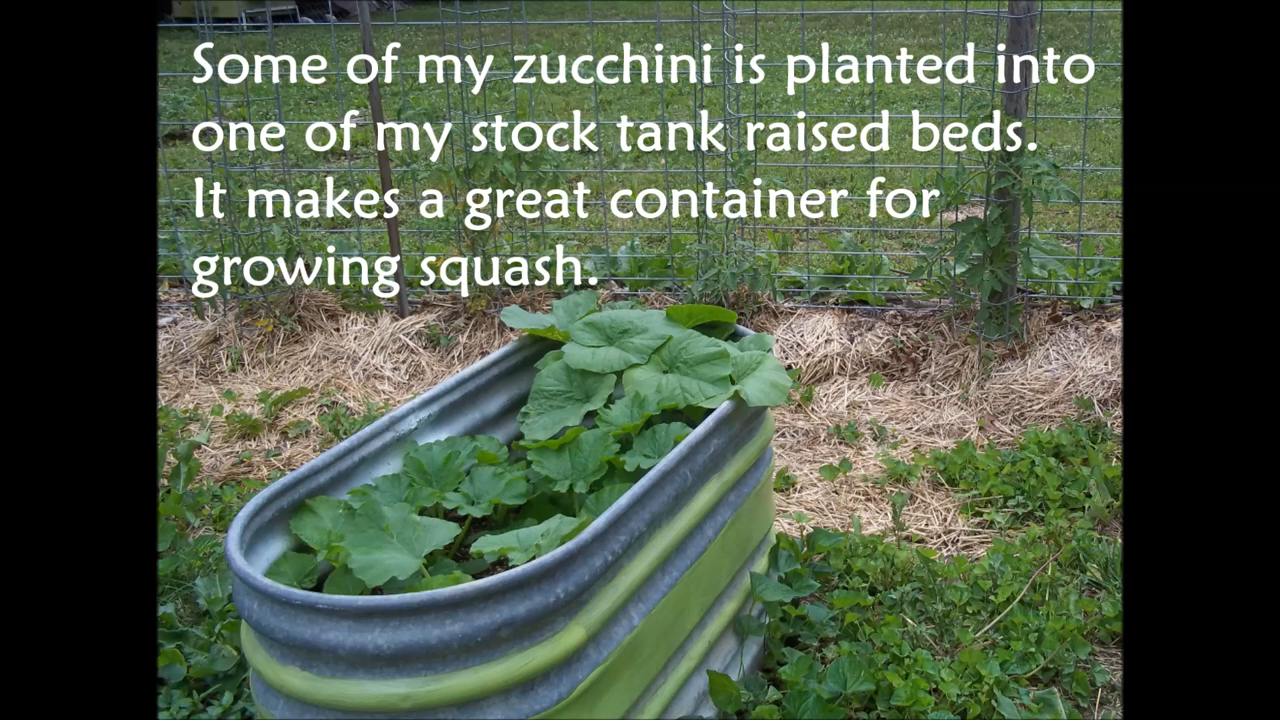 Some of my zucchini is planted into
one of my stock tank raised beds.
It makes a great container for
growing squash.